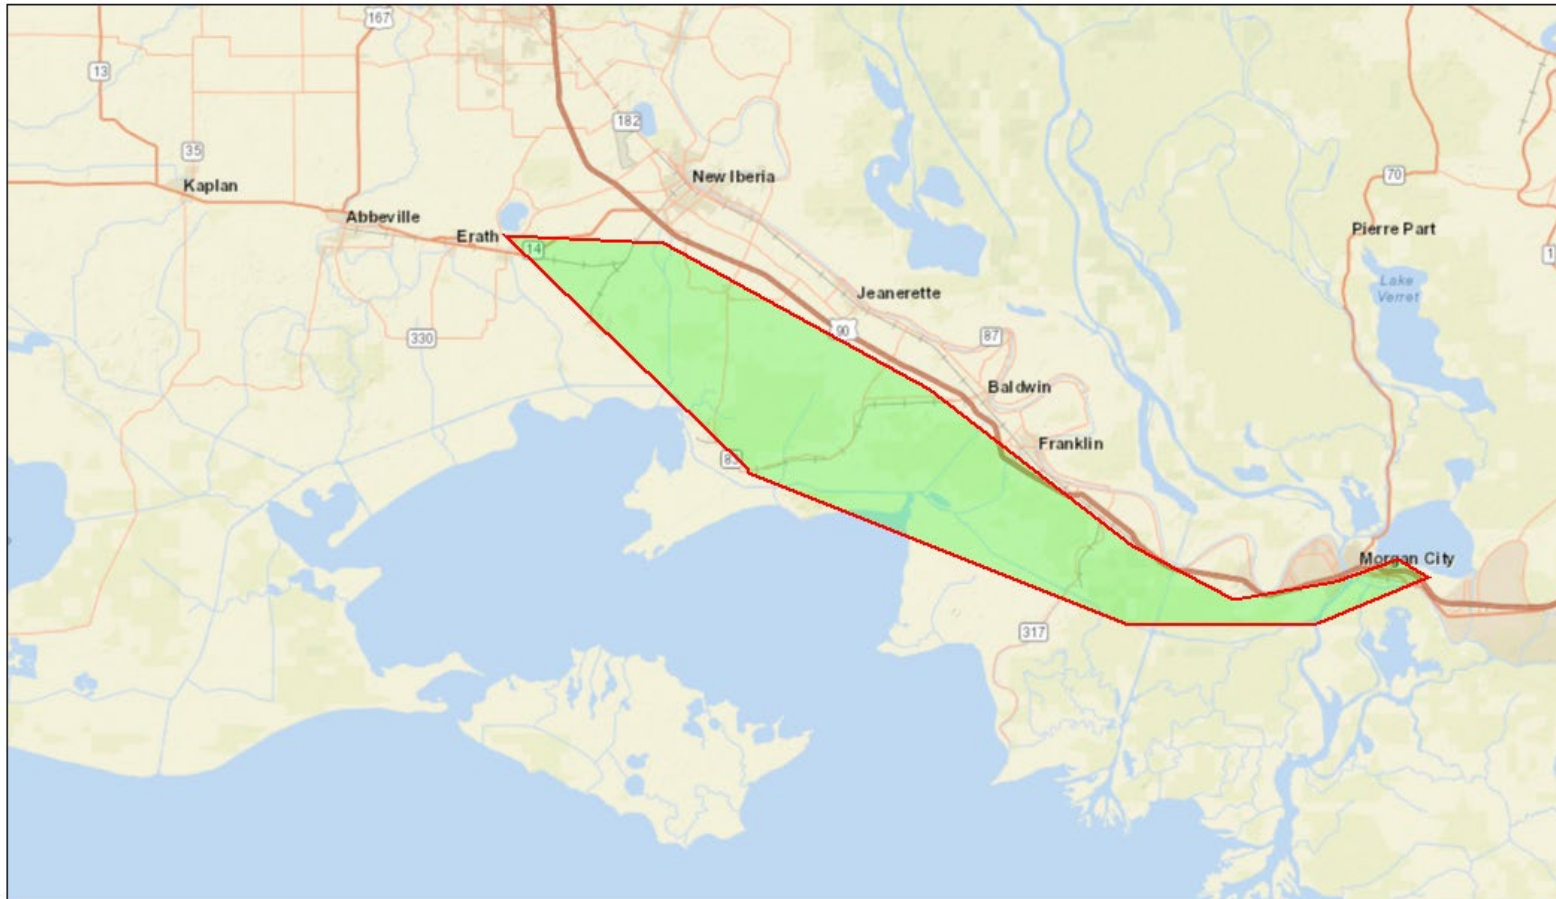 167
13
182
35
New Iberia
Kaplan
70
Abbeville
Erath
14
Pierre Part
Lake
Verret
Jeanerette
330
90
87
Baldwin
Franklin
83
Morgan City
317